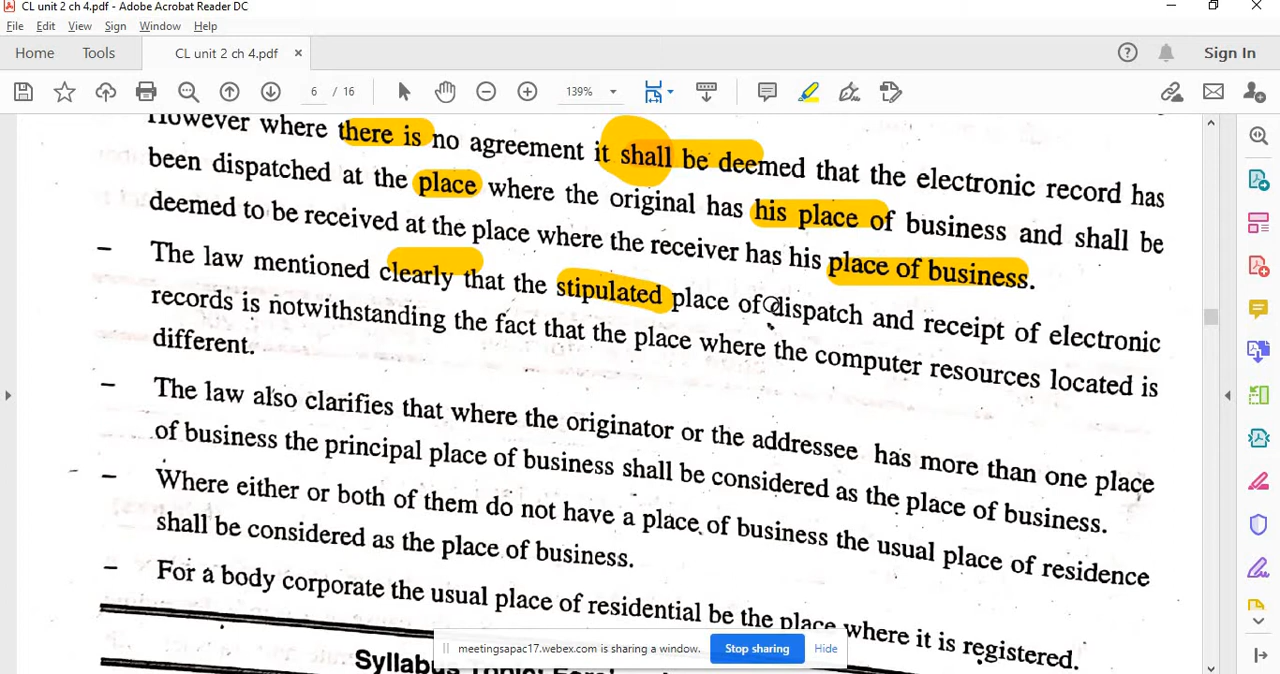 CL unit 2 ch 4.pdf - Adobe Acrobat Reader DC
File Edit View Sign Window Help
Home Tools CL unit 2 ch 4.pdf × Sign In
6 / 16 139%
However where there is no agreement it shall be deemed that the electronic record has
been dispatched at the place where the original has his place of business and shall be
deemed to be received at the place where the receiver has his place of business.
– The law mentioned clearly that the stipulated place of dispatch and receipt of electronic
records is notwithstanding the fact that the place where the computer resources located is
different.
– The law also clarifies that where the originator or the addressee has more than one place
of business the principal place of business shall be considered as the place of business.
– Where either or both of them do not have a place of business the usual place of residence
shall be considered as the place of business.
– For a body corporate the usual place of residential be the place where it is registered.
meetingsapac17.webex.com is sharing a window. Stop sharing Hide
Syllabus Topic